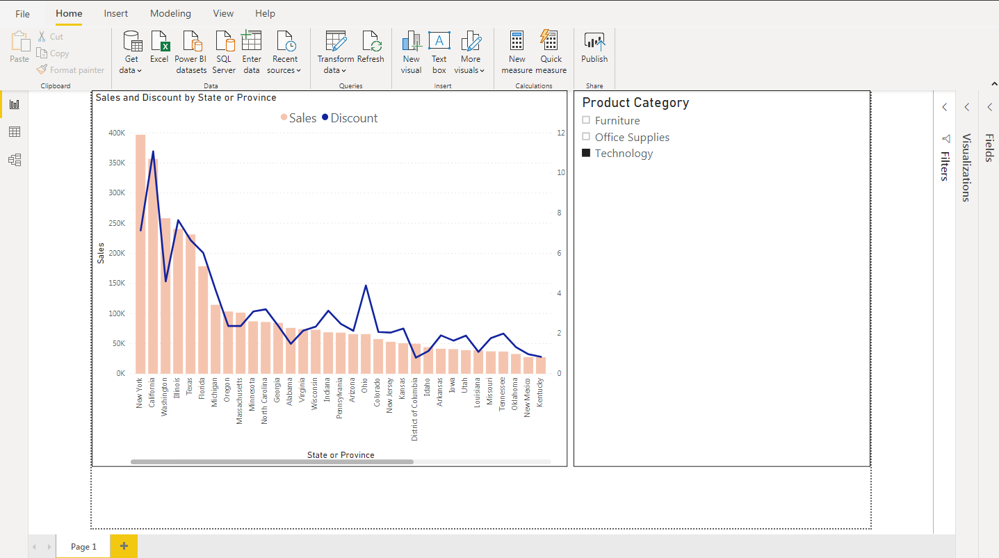 File Home Insert Modeling View Help
Paste
Cut
Copy
Format painter
Clipboard
Get data
Excel
Power BI datasets
SQL Server
Enter data
Recent sources
Data
Transform data
Refresh
Queries
New visual
A
Text box
More visuals
Insert
New measure
Quick measure
Calculations
Publish
Share
Sales and Discount by State or Province
Sales Discount
400K
350K
300K
250K
200K
150K
100K
50K
0K
Sales
12
10
8
6
4
2
0
New York
California
Washington
Illinois
Texas
Florida
Michigan
Oregon
Massachusetts
Minnesota
North Carolina
Georgia
Alabama
Virginia
Wisconsin
Indiana
Pennsylvania
Arizona
Ohio
Colorado
New Jersey
Kansas
District of Columbia
Idaho
Arkansas
Iowa
Utah
Louisiana
Missouri
Tennessee
Oklahoma
New Mexico
Kentucky
State or Province
Product Category
Furniture
Office Supplies
Technology
Filters
Visualizations
Fields
Page 1